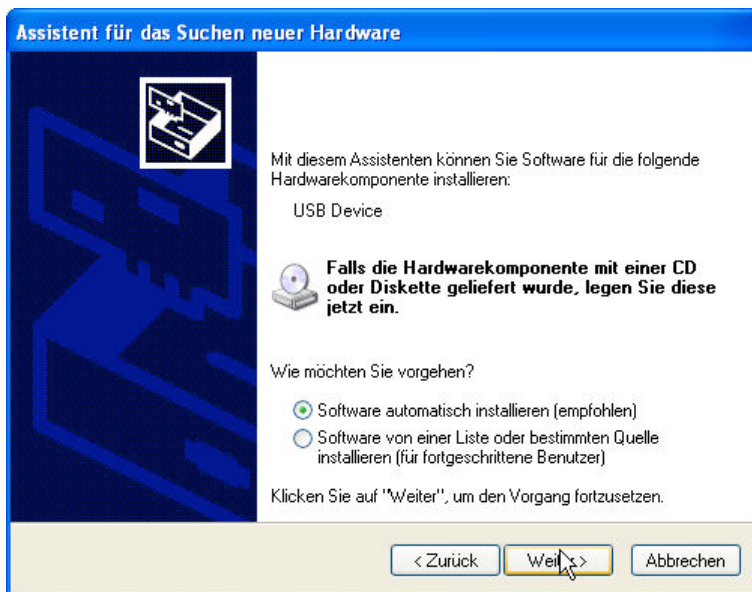 Assistent für das Suchen neuer Hardware
Mit diesem Assistenten können Sie Software für die folgende
Hardwarekomponente installieren:
USB Device
Falls die Hardwarekomponente mit einer CD
oder Diskette geliefert wurde, legen Sie diese
jetzt ein.
Wie möchten Sie vorgehen?
Software automatisch installieren (empfohlen)
Software von einer Liste oder bestimmten Quelle
installieren (für fortgeschrittene Benutzer)
Klicken Sie auf "Weiter", um den Vorgang fortzusetzen.
< Zurück Weiter > Abbrechen